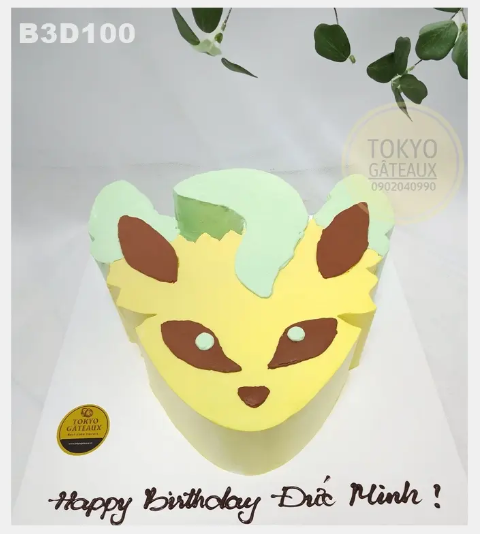 B3D100
TOKYO
GÂTEAUX
0902040990
TOKYO
GÂTEAUX
Happy Birthday Đức Minh !